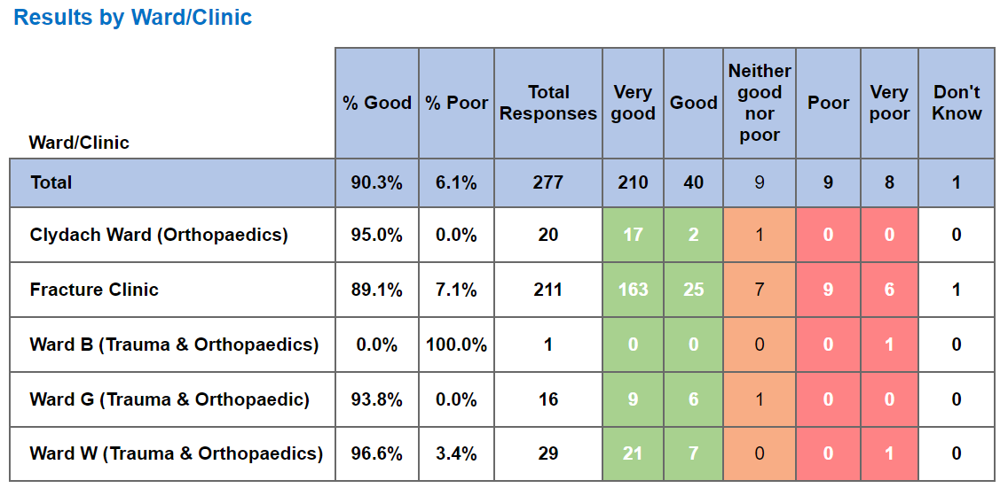 Results by Ward/Clinic
Ward/Clinic % Good % Poor Total Responses Very good Good Neither good nor poor Poor Very poor Don't Know
Total 90.3% 6.1% 277 210 40 9 9 8 1
Clydach Ward (Orthopaedics) 95.0% 0.0% 20 17 2 1 0 0 0
Fracture Clinic 89.1% 7.1% 211 163 25 7 9 6 1
Ward B (Trauma & Orthopaedics) 0.0% 100.0% 1 0 0 0 0 1 0
Ward G (Trauma & Orthopaedic) 93.8% 0.0% 16 9 6 1 0 0 0
Ward W (Trauma & Orthopaedics) 96.6% 3.4% 29 21 7 0 0 1 0